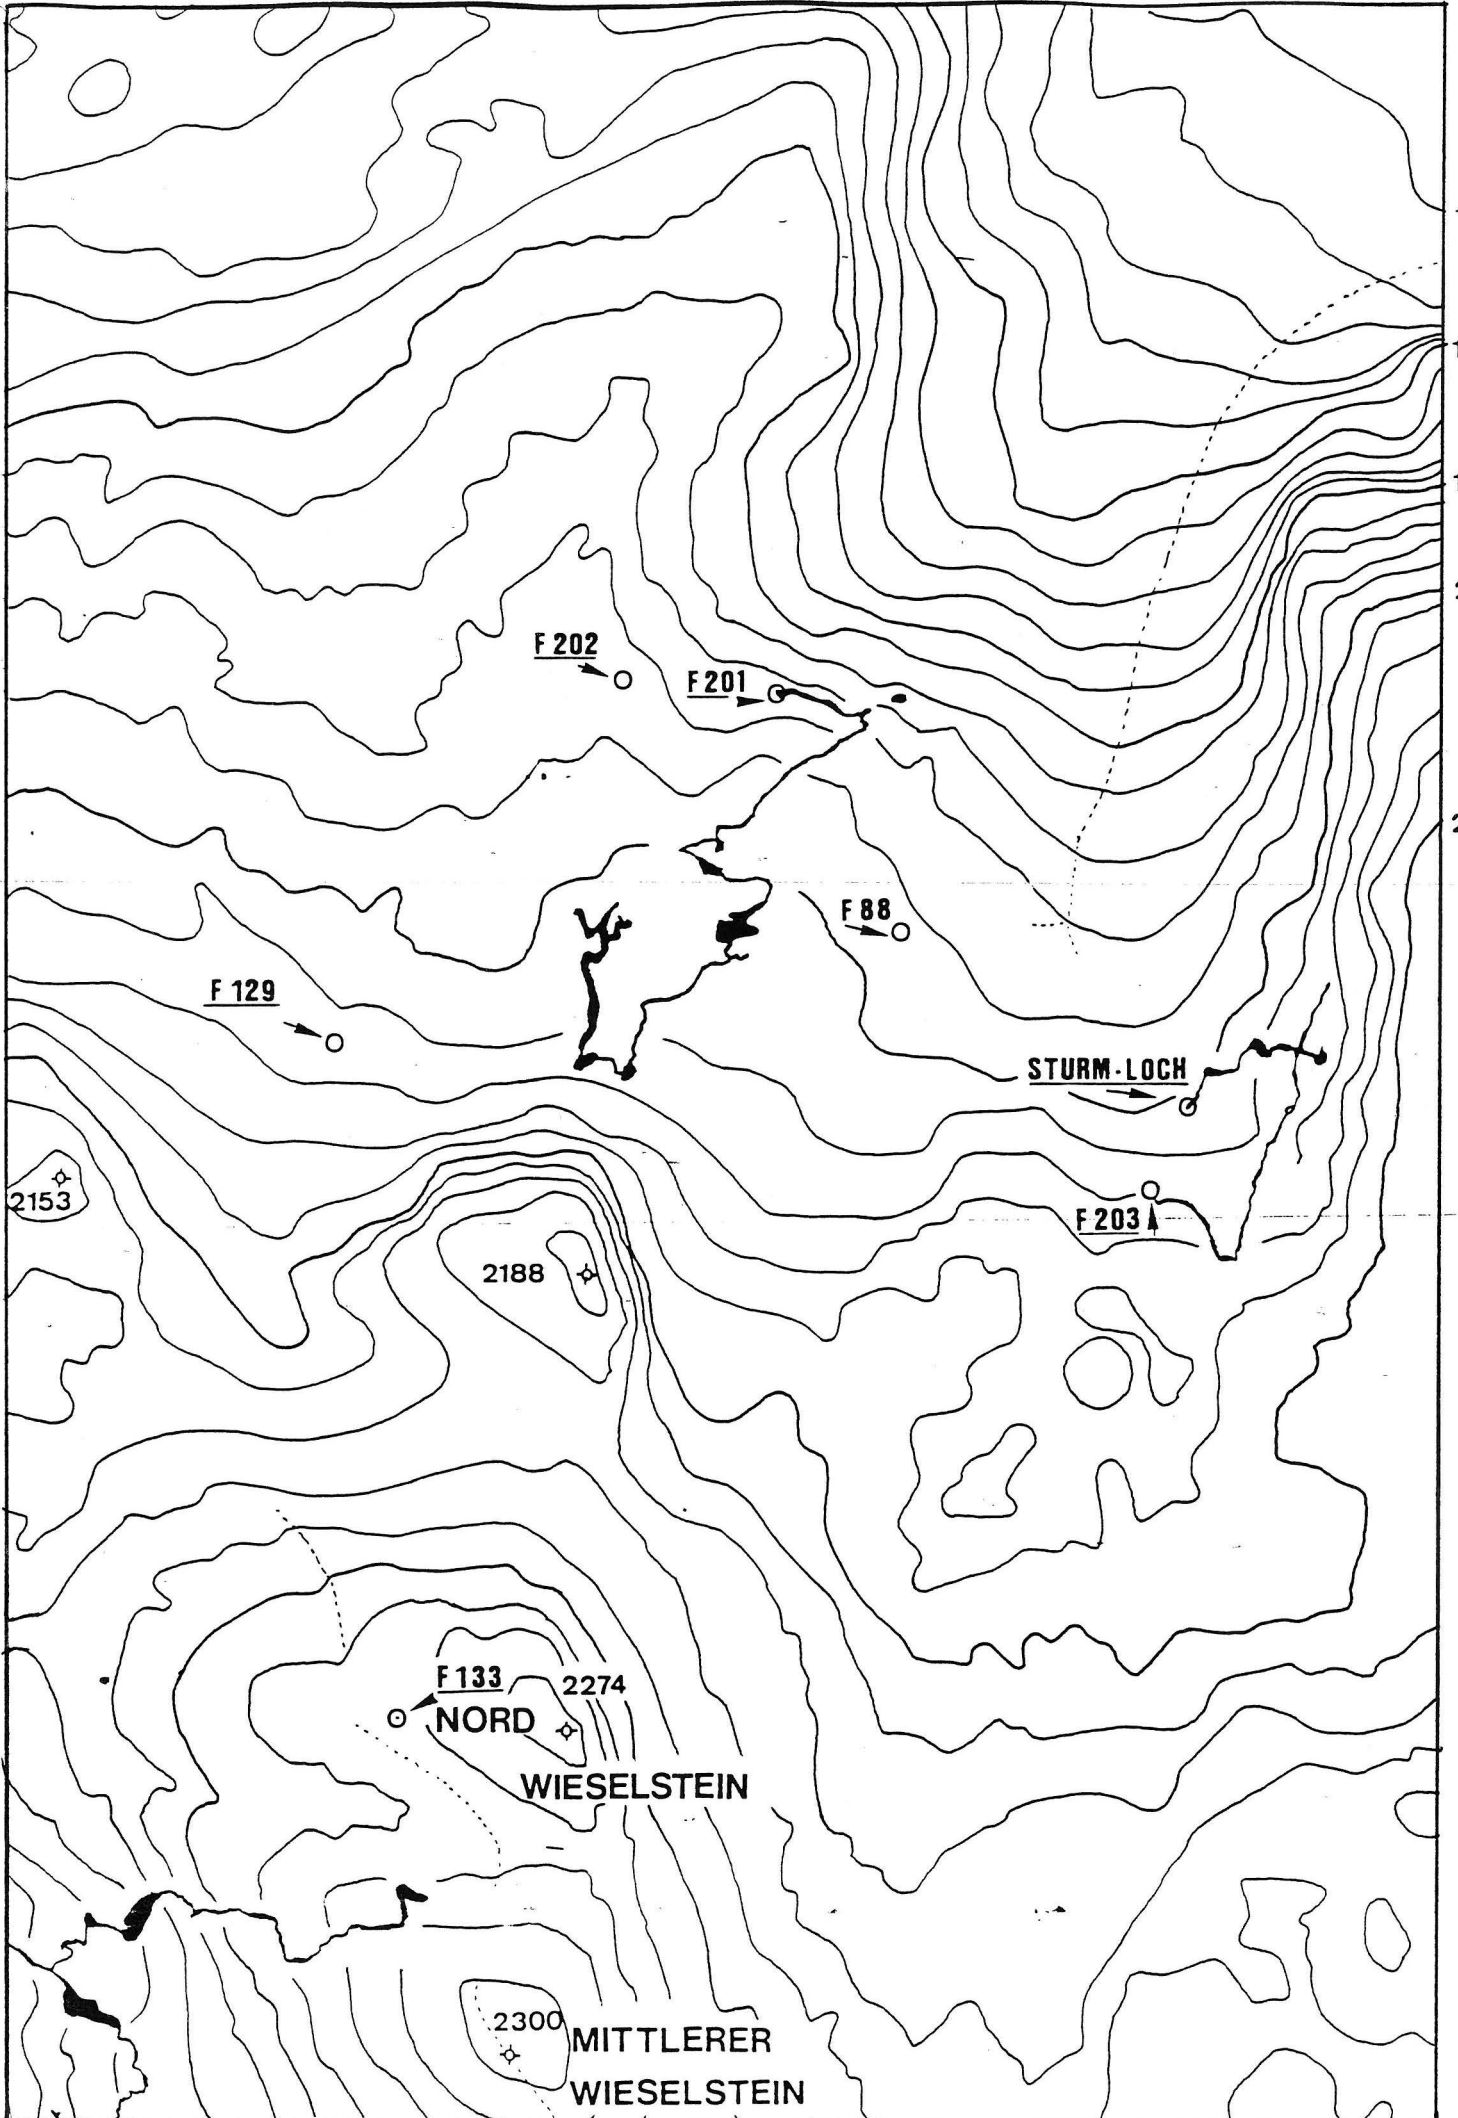 F 202
F 201
F 88
F 129
STURM-LOCH
2153
F 203
2188
F 133
2274
NORD
WIESELSTEIN
2300
MITTLERER
WIESELSTEIN